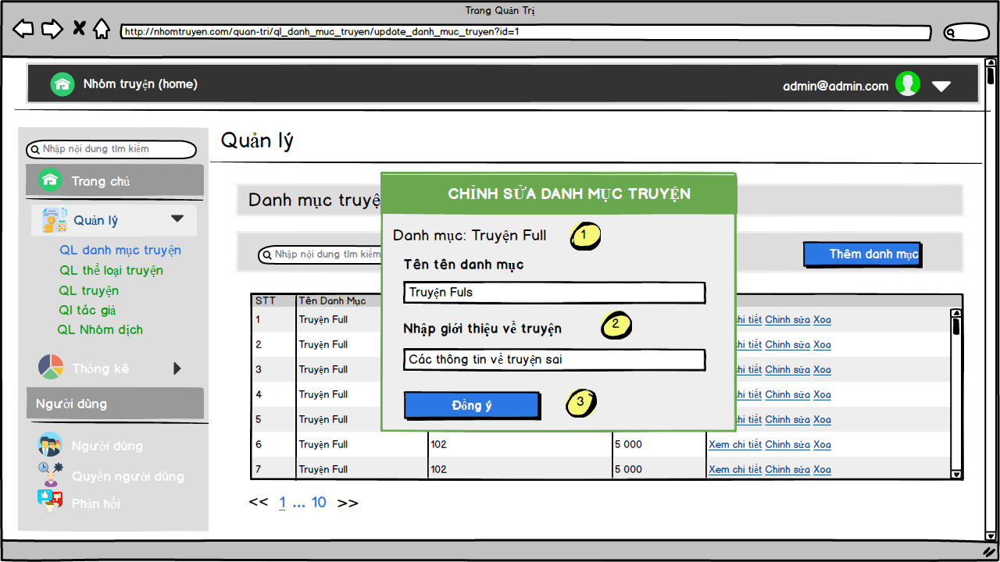 Trang Quản Trị
http://nhomtruyen.com/quan-tri/ql_danh_muc_truyen/update_danh_muc_truyen?id=1
Nhóm truyện (home)
admin@admin.com
Nhập nội dung tìm kiếm
Trang chủ
Quản lý
QL danh mục truyện
QL thể loại truyện
QL truyện
Ql tác giả
QL Nhóm dịch
Thống kê
Người dùng
Người dùng
Quyền người dùng
Phản hồi
Quản lý
Danh mục truyệ
Nhập nội dung tìm kiếm
Thêm danh mục
CHỈNH SỬA DANH MỤC TRUYỆN
Danh mục: Truyện Full
1
Tên tên danh mục
Truyện Fuls
Nhập giới thiệu về truyện
2
Các thông tin về truyện sai
Đồng ý
3
STT Tên Danh Mục
1 Truyện Full chi tiết Chinh sửa Xoa
2 Truyện Full chi tiết Chinh sửa Xoa
3 Truyện Full chi tiết Chinh sửa Xoa
4 Truyện Full chi tiết Chinh sửa Xoa
5 Truyện Full chi tiết Chinh sửa Xoa
6 Truyện Full 102 5 000 Xem chi tiết Chinh sửa Xoa
7 Truyện Full 102 5 000 Xem chi tiết Chinh sửa Xoa
<< 1 ... 10 >>